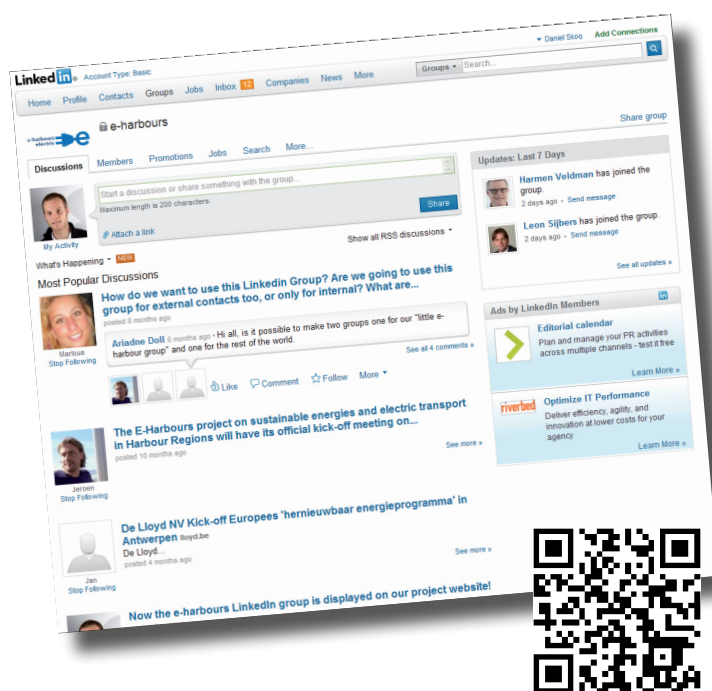 Linked in Account Type: Basic
Daniel Skog Add Connections
Home Profile Contacts Groups Jobs Inbox 12 Companies News More
Groups Search...
e-harbours electric e
e-harbours
Share group
Discussions Members Promotions Jobs Search More...
Start a discussion or share something with the group...
Maximum length is 200 characters.
Attach a link
Share
My Activity
What's Happening NEW
Show all RSS discussions
Most Popular Discussions
How do we want to use this Linkedin Group? Are we going to use this
group for external contacts too, or only for internal? What are...
posted 8 months ago
Marlous
Stop Following
Ariadne Doll 8 months ago • Hi all, is it possible to make two groups one for our "little e-
harbour group" and one for the rest of the world.
See all 4 comments »
Like Comment Follow More
The E-Harbours project on sustainable energies and electric transport
in Harbour Regions will have its official kick-off meeting on...
posted 10 months ago
See more »
Jeroen
Stop Following
De Lloyd NV Kick-off Europees 'hernieuwbaar energieprogramma' in
Antwerpen lloyd.be
De Lloyd...
posted 4 months ago
See more »
Jan
Stop Following
Now the e-harbours LinkedIn group is displayed on our project website!
Updates: Last 7 Days
Harmen Veldman has joined the
group.
2 days ago • Send message
Leon Sijbers has joined the group.
2 days ago • Send message
See all updates »
Ads by LinkedIn Members in
Editorial calendar
Plan and manage your PR activities
across multiple channels - test it free
Learn More »
riverbed
Optimize IT Performance
Deliver efficiency, agility, and
innovation at lower costs for your
agency
Learn More »